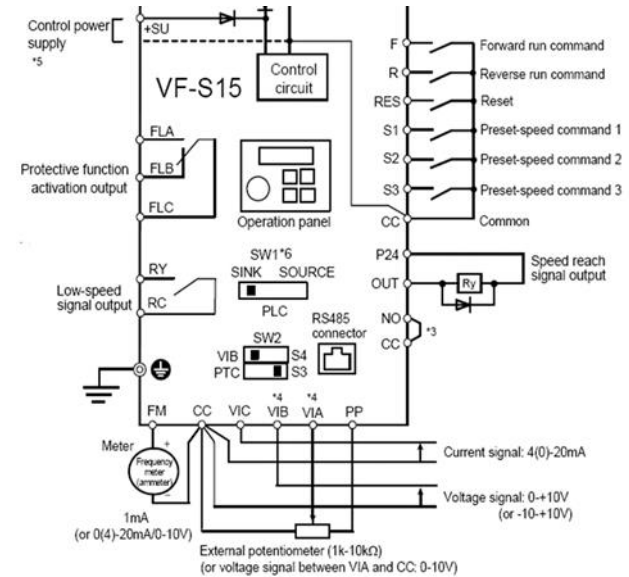 Control power
supply
*5
+SU
VF-S15
Control
circuit
F
Forward run command
R
Reverse run command
RES
Reset
S1
Preset-speed command 1
S2
Preset-speed command 2
S3
Preset-speed command 3
CC
Common
FLA
Protective function
activation output
FLB
FLC
Operation panel
P24
Speed reach
signal output
OUT
Ry
SW1*6
SINK SOURCE
PLC
RY
Low-speed
signal output
RC
RS485
connector
NO
*3
CC
SW2
VIB
S4
PTC
S3
*4
*4
FM
CC
VIC
VIB
VIA
PP
Meter
+
Frequency
meter
(ammeter)
−
Current signal: 4(0)-20mA
Voltage signal: 0-+10V
(or -10-+10V)
1mA
(or 0(4)-20mA/0-10V)
External potentiometer (1k-10kΩ)
(or voltage signal between VIA and CC: 0-10V)